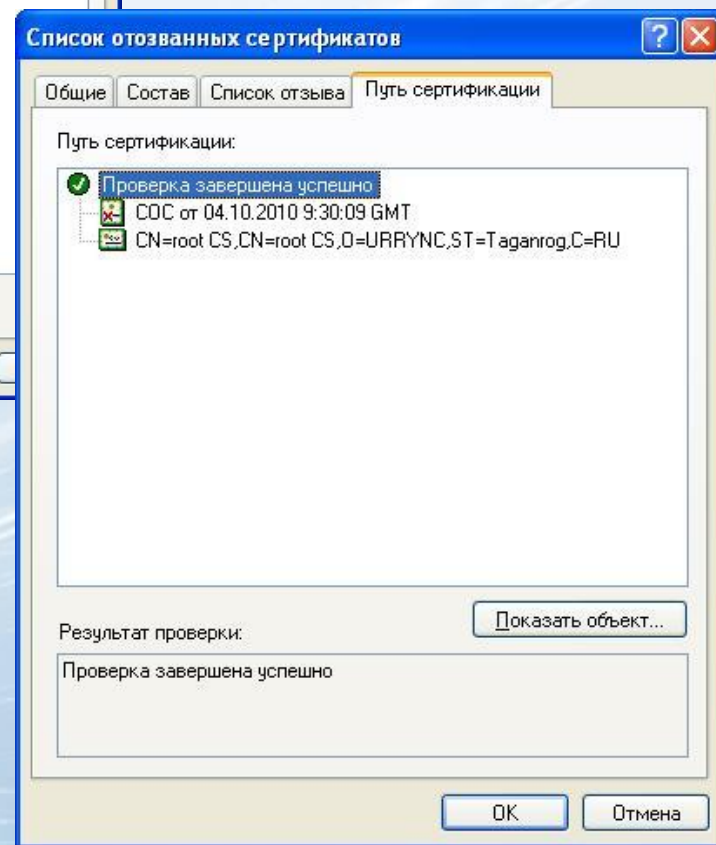 Список отозванных сертификатов
Общие Состав Список отзыва Путь сертификации
Путь сертификации:
Проверка завершена успешно
СОС от 04.10.2010 9:30:09 GMT
CN=root CS,CN=root CS,O=URRYNC,ST=Taganrog,C=RU
Показать объект...
Результат проверки:
Проверка завершена успешно
OK Отмена